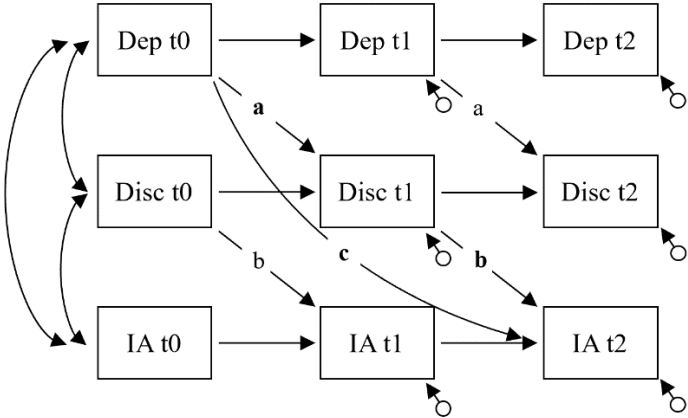 Dep t0
Dep t1
Dep t2
a
a
Disc t0
Disc t1
Disc t2
b
c
b
IA t0
IA t1
IA t2